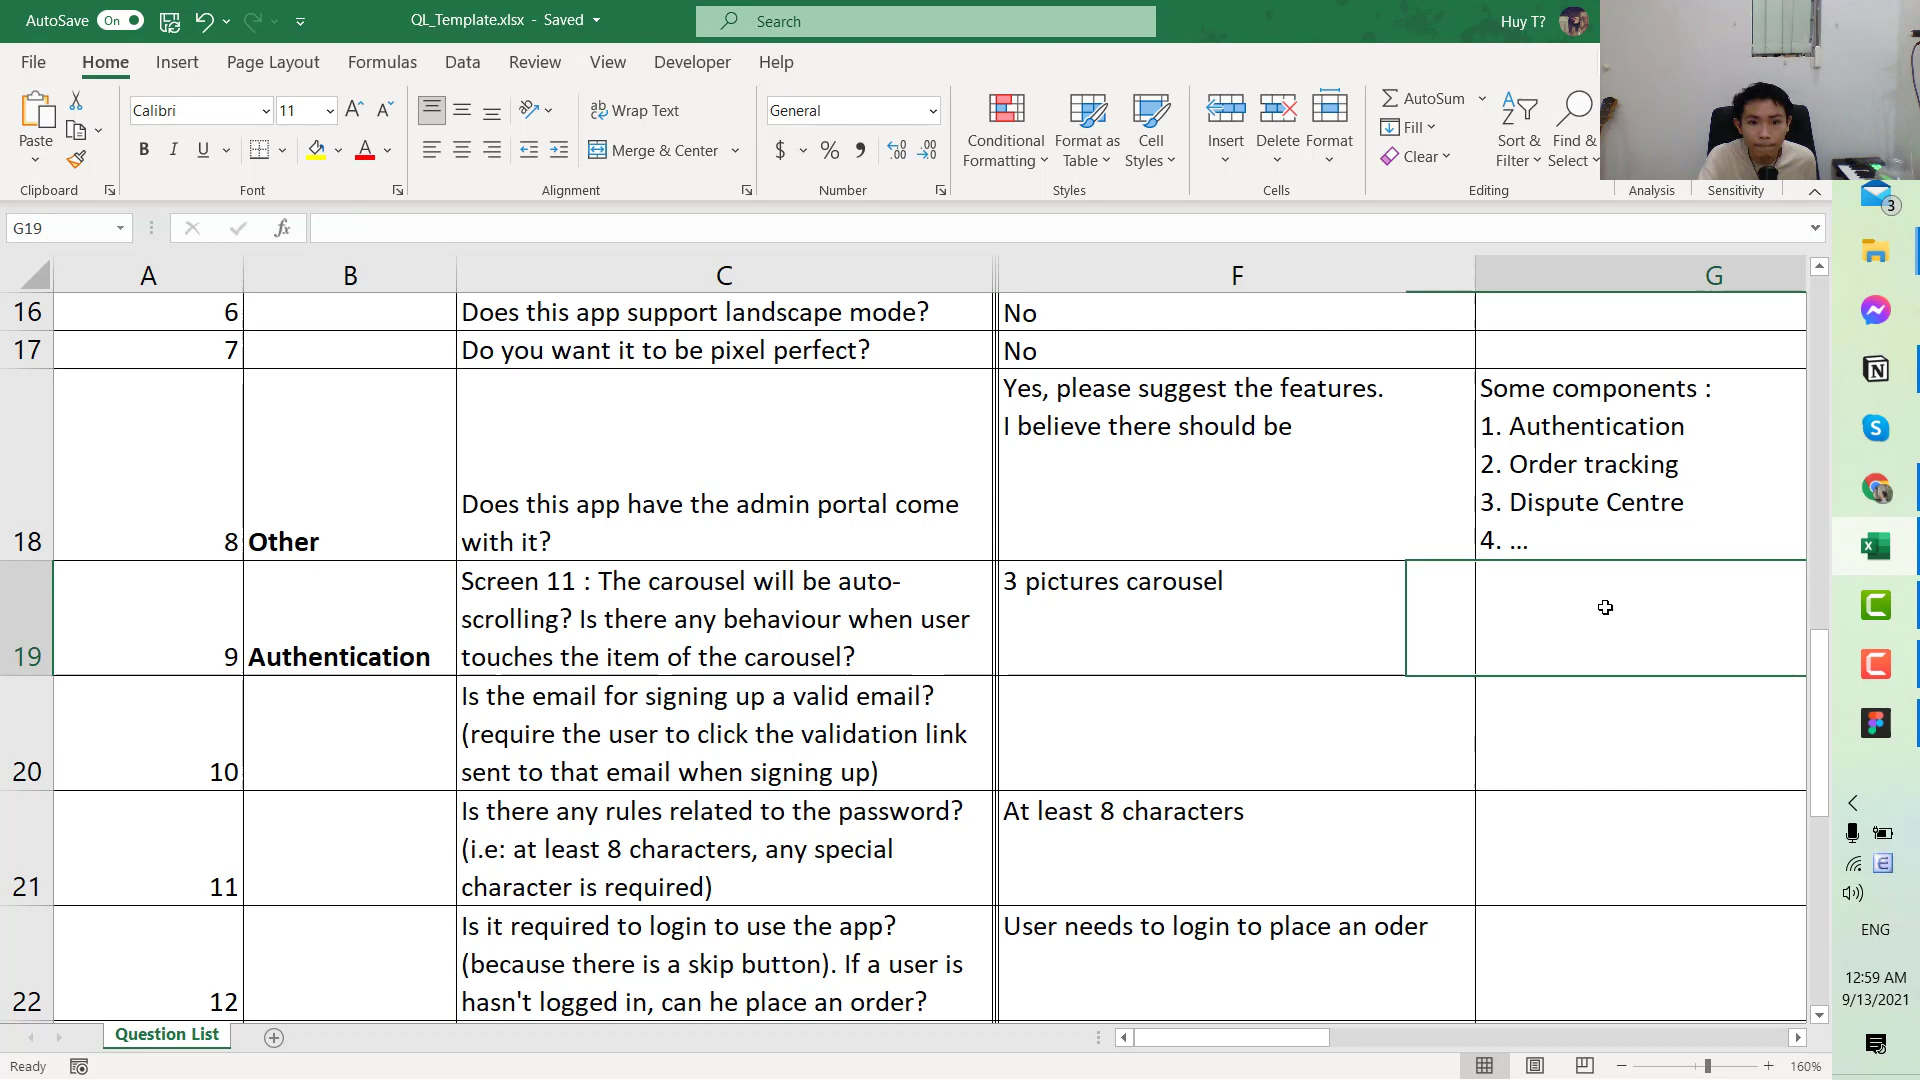 AutoSave On QL_Template.xlsx - Saved Search Huy T?
File Home Insert Page Layout Formulas Data Review View Developer Help
Paste Calibri 11 Wrap Text Merge & Center General Conditional Formatting Format as Table Cell Styles Insert Delete Format AutoSum Fill Clear Sort & Filter Find & Select
Clipboard Font Alignment Number Styles Cells Editing Analysis Sensitivity
G19 fx
3
A B C F G
16 6 Does this app support landscape mode? No
17 7 Do you want it to be pixel perfect? No
18 8 Other
Does this app have the admin portal come
with it?
Yes, please suggest the features.
I believe there should be
Some components :
1. Authentication
2. Order tracking
3. Dispute Centre
4. ...
19 9 Authentication
Screen 11 : The carousel will be auto-
scrolling? Is there any behaviour when user
touches the item of the carousel?
3 pictures carousel
20 10
Is the email for signing up a valid email?
(require the user to click the validation link
sent to that email when signing up)
21 11
Is there any rules related to the password?
(i.e: at least 8 characters, any special
character is required)
At least 8 characters
22 12
Is it required to login to use the app?
(because there is a skip button). If a user is
hasn't logged in, can he place an order?
User needs to login to place an oder
Question List
Ready 160%
ENG
12:59 AM
9/13/2021